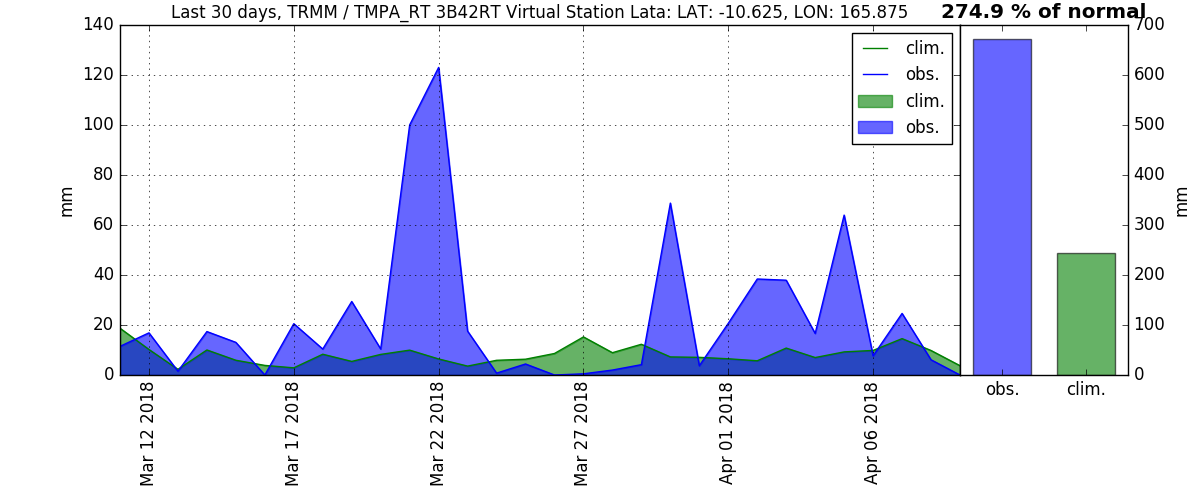 Last 30 days, TRMM / TMPA_RT 3B42RT Virtual Station Lata: LAT: -10.625, LON: 165.875
274.9 % of normal
140
120
100
80
60
40
20
0
mm
clim.
obs.
clim.
obs.
Mar 12 2018
Mar 17 2018
Mar 22 2018
Mar 27 2018
Apr 01 2018
Apr 06 2018
700
600
500
400
300
200
100
0
mm
obs.
clim.